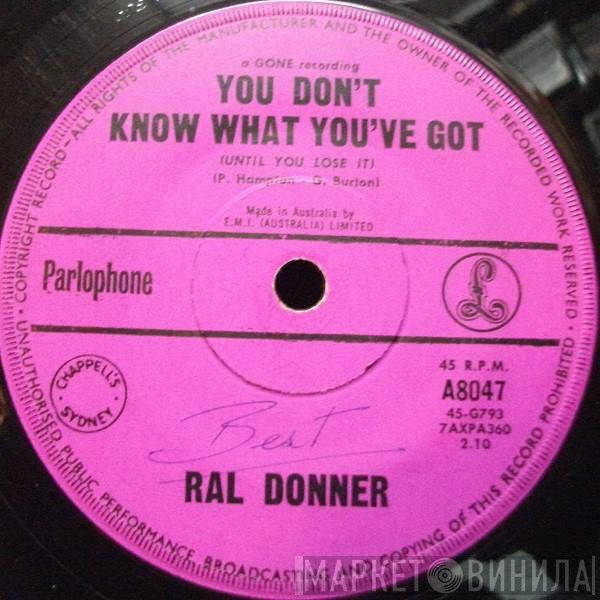 UNAUTHORISED PUBLIC PERFORMANCE, BROADCASTING AND COPYING OF THIS RECORD PROHIBITED • COPYRIGHT RECORD—ALL RIGHTS OF THE MANUFACTURER AND THE OWNER OF THE RECORDED WORK RESERVED •
a GONE recording
YOU DON'T
KNOW WHAT YOU'VE GOT
(UNTIL YOU LOSE IT)
(P. Hampton - G. Burton)
Made in Australia by
E.M.I. (AUSTRALIA) LIMITED
Parlophone
£
CHAPPELL'S • SYDNEY •
45 R.P.M.
A8047
45-G793
7AXPA360
2.10
Best
RAL DONNER
МАРКЕТ ВИНИЛА